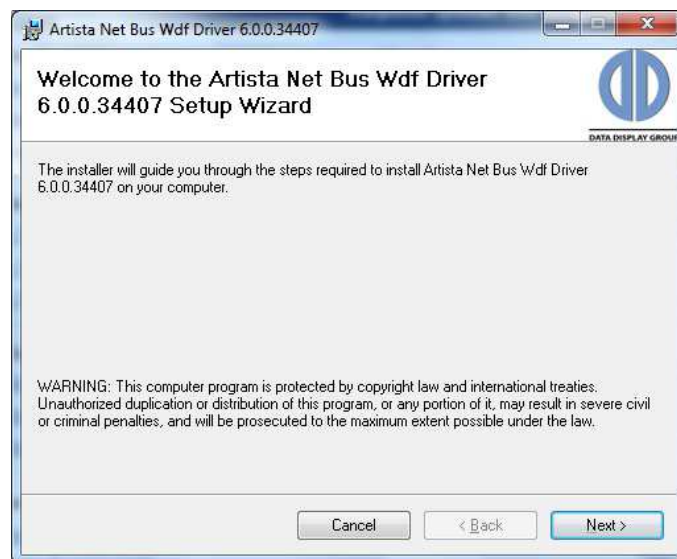 Artista Net Bus Wdf Driver 6.0.0.34407
Welcome to the Artista Net Bus Wdf Driver
6.0.0.34407 Setup Wizard
DATA DISPLAY GROUP
The installer will guide you through the steps required to install Artista Net Bus Wdf Driver
6.0.0.34407 on your computer.
WARNING: This computer program is protected by copyright law and international treaties.
Unauthorized duplication or distribution of this program, or any portion of it, may result in severe civil
or criminal penalties, and will be prosecuted to the maximum extent possible under the law.
Cancel
< Back
Next >